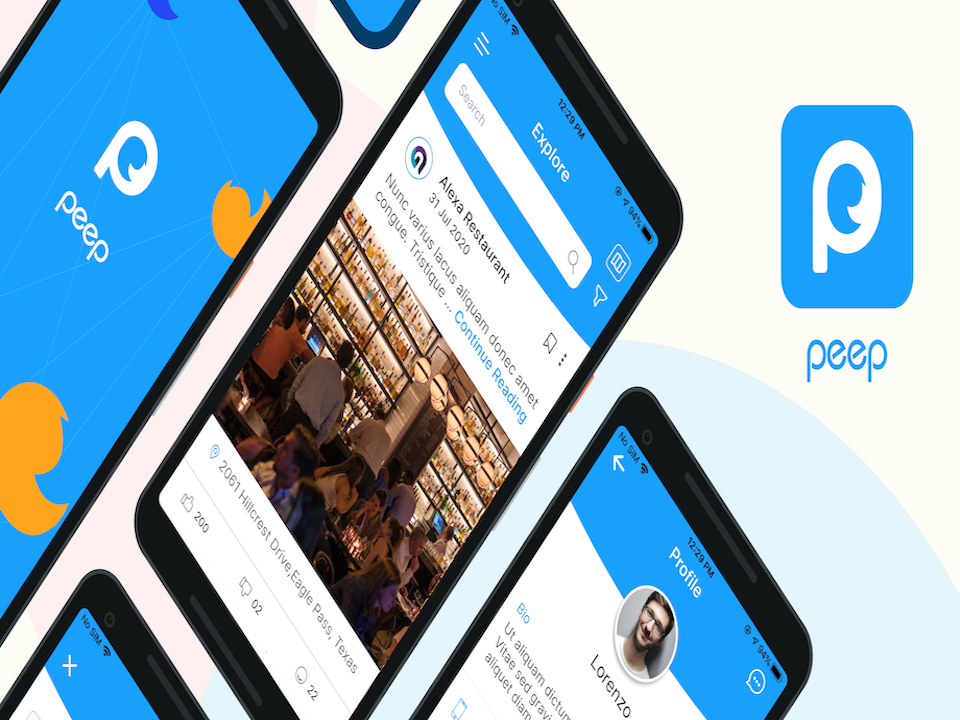 peep
No SIM
12:29 PM
94%
Explore
Search
Alexa Restaurant
31 Jul 2020
Nunc varius lacus aliquam donec amet
congue. Tristique ... Continue Reading
2061 Hillcrest Drive,Eagle Pass, Texas
200
02
22
peep
No SIM
12:29 PM
94%
Profile
Lorenzo
Bio
Ut aliquam dictum
Vitae sed gravi
aliquet diam
No SIM